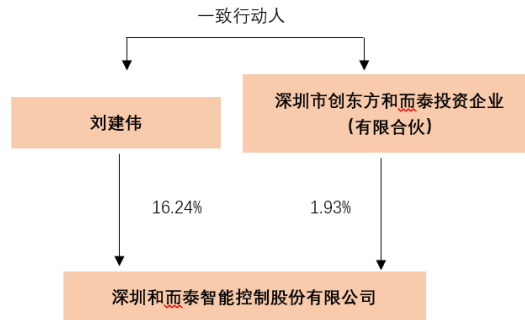 一致行动人
刘建伟
深圳市创东方和而泰投资企业
(有限合伙)
16.24%
1.93%
深圳和而泰智能控制股份有限公司